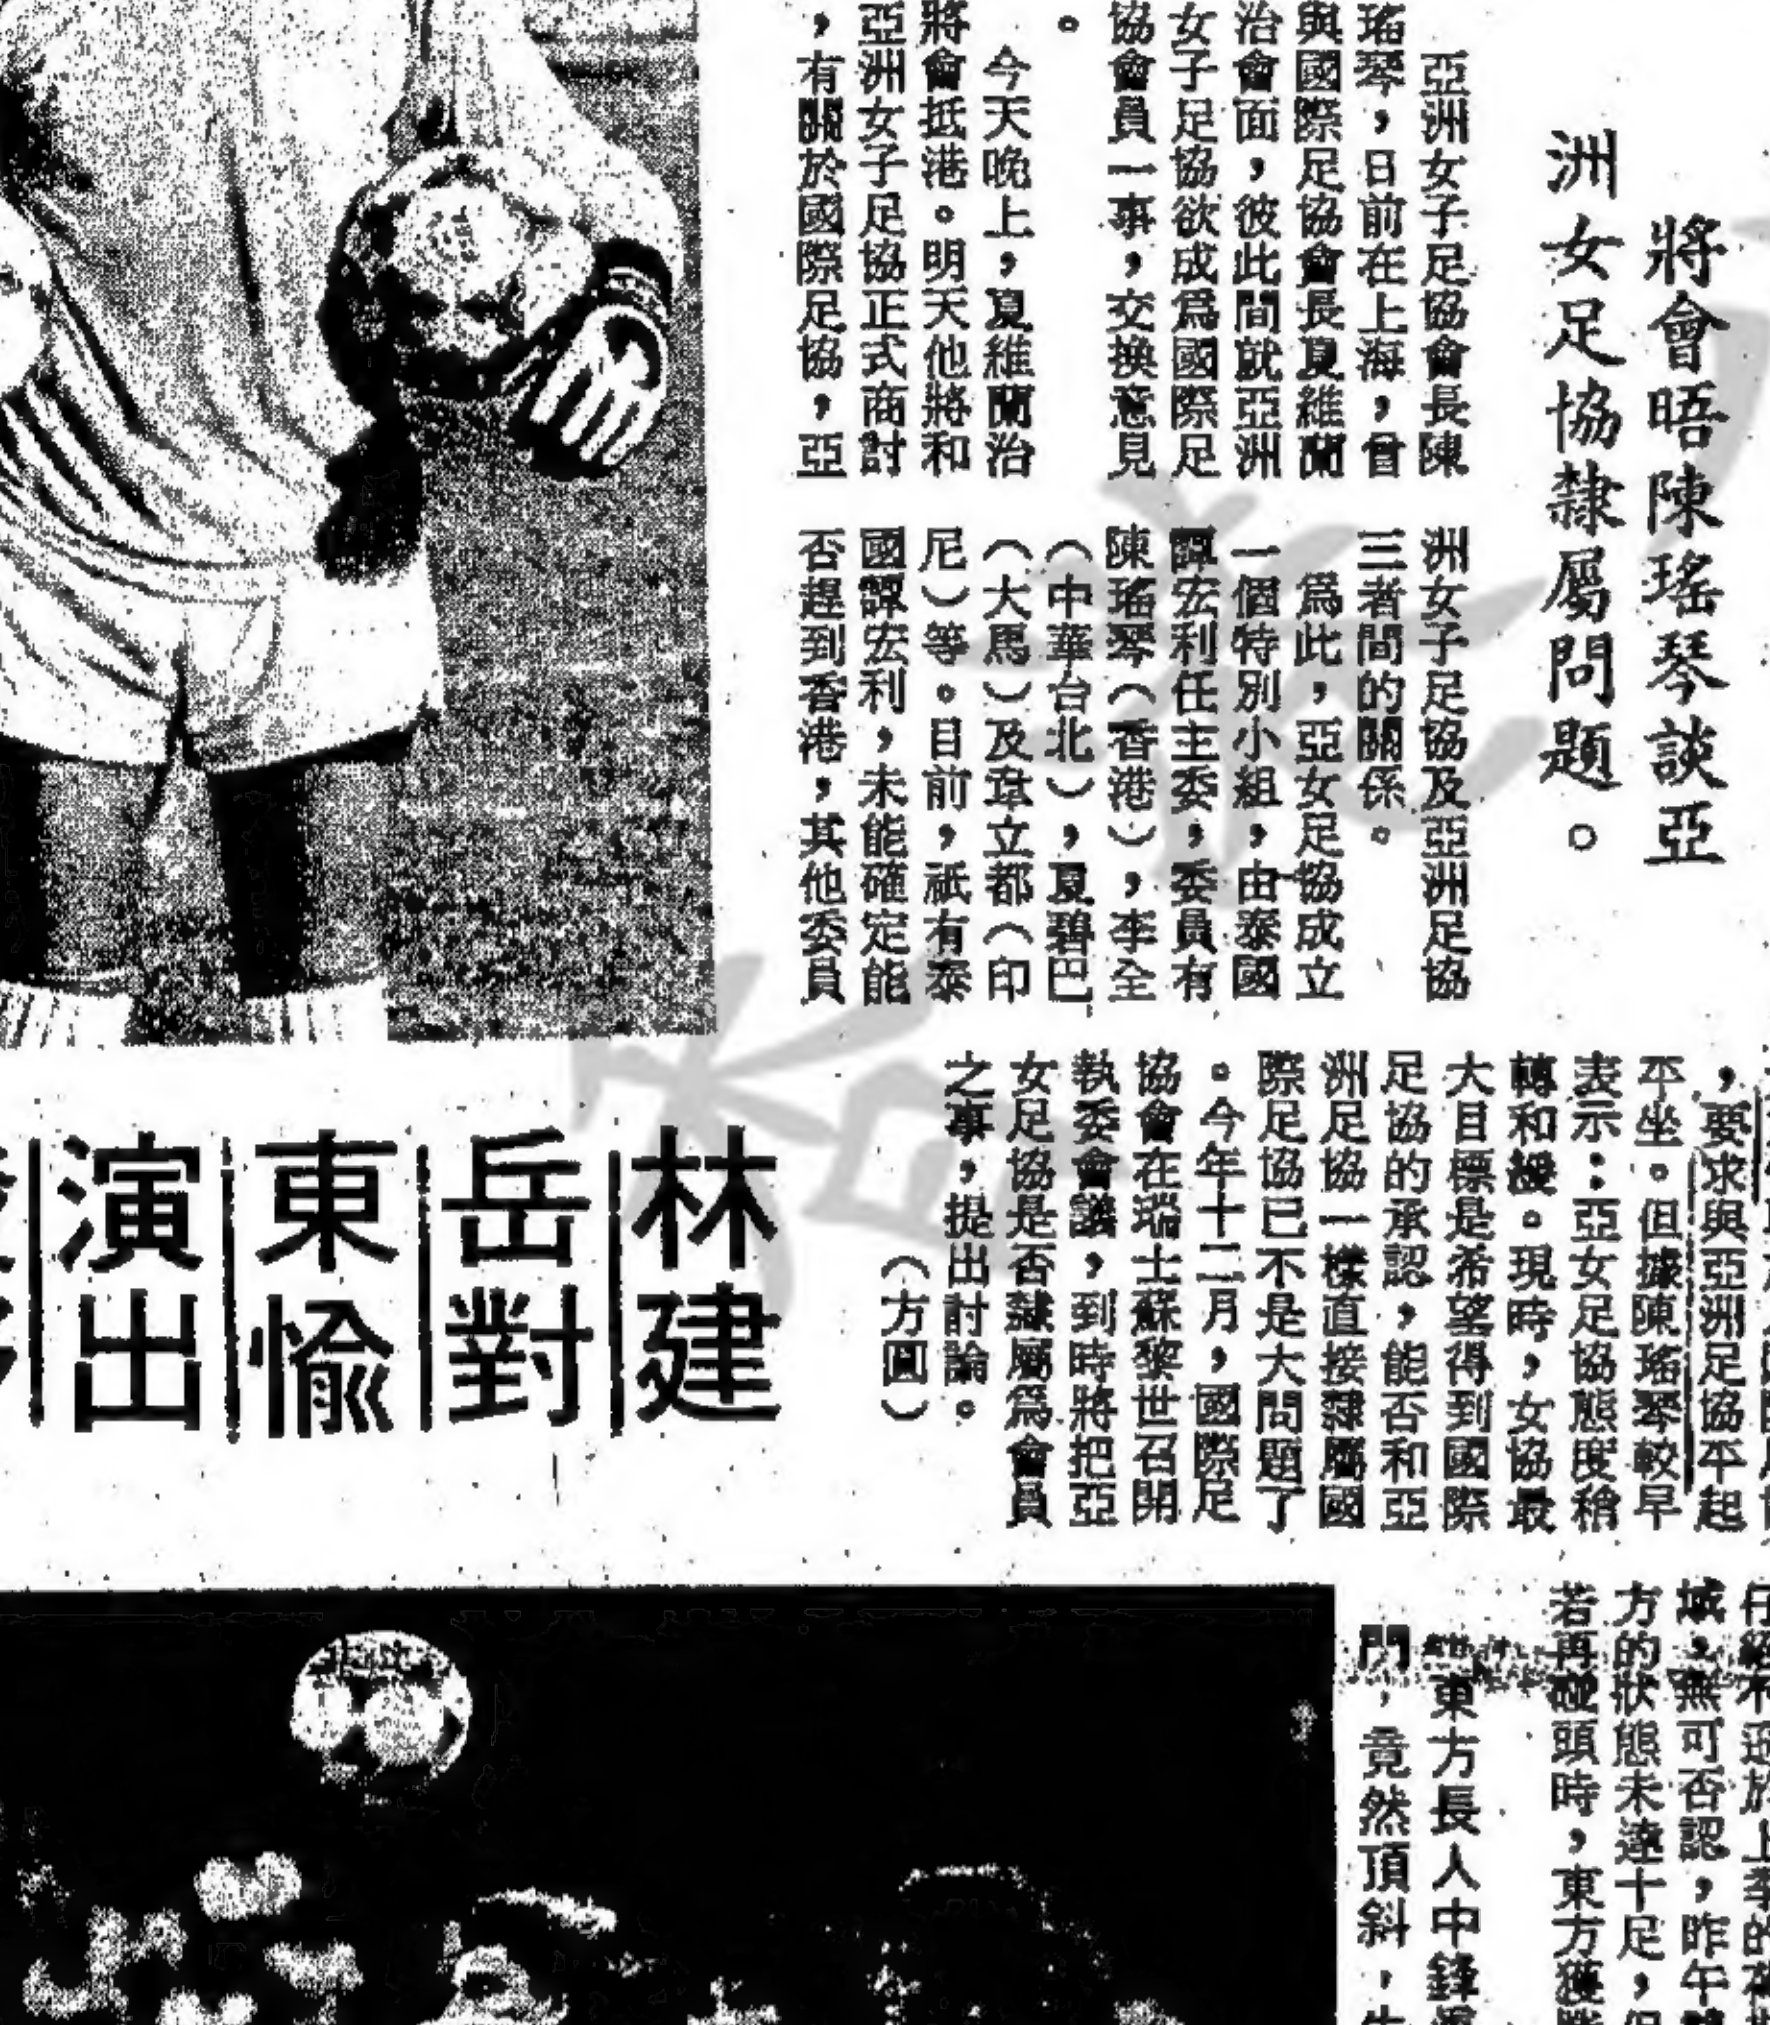 將會晤陳瑤琴談亞
洲女足協隸屬問題。
亞洲女子足協會長陳
瑤琴，日前在上海，曾
與國際足協會長夏維蘭
治會面，彼此間就亞洲
女子足協欲成爲國際足
協會員一事，交換意見
。
今天晚上，夏維蘭治
將會抵港。明天他將和
亞洲女子足協正式商討
，有關於國際足協，亞
洲女子足協及亞洲足協
三者間的關係。
爲此，亞女足協成立
一個特別小組，由泰國
譚宏利任主委，委員有
陳瑤琴（香港），李全
（中華台北），夏碧巴
（大馬）及韋立都（印
尼）等。目前，祇有泰
國譚宏利，未能確定能
否趕到香港，其他委員
，要求與亞洲足協平起
平坐。但據陳瑤琴較早
表示：亞女足協態度稍
轉和緩。現時，女協最
大目標是希望得到國際
足協的承認，能否和亞
洲足協一樣直接隸屬國
際足協已不是大問題了
。今年十二月，國際足
協會在瑞士蘇黎世召開
執委會議，到時將把亞
女足協是否隸屬爲會員
之事，提出討論。
（方圓）
林建
岳對
東愉
演出
方的狀態未達十足，
若再碰頭時，東方獲
東方長人中鋒
門，竟然頂斜，